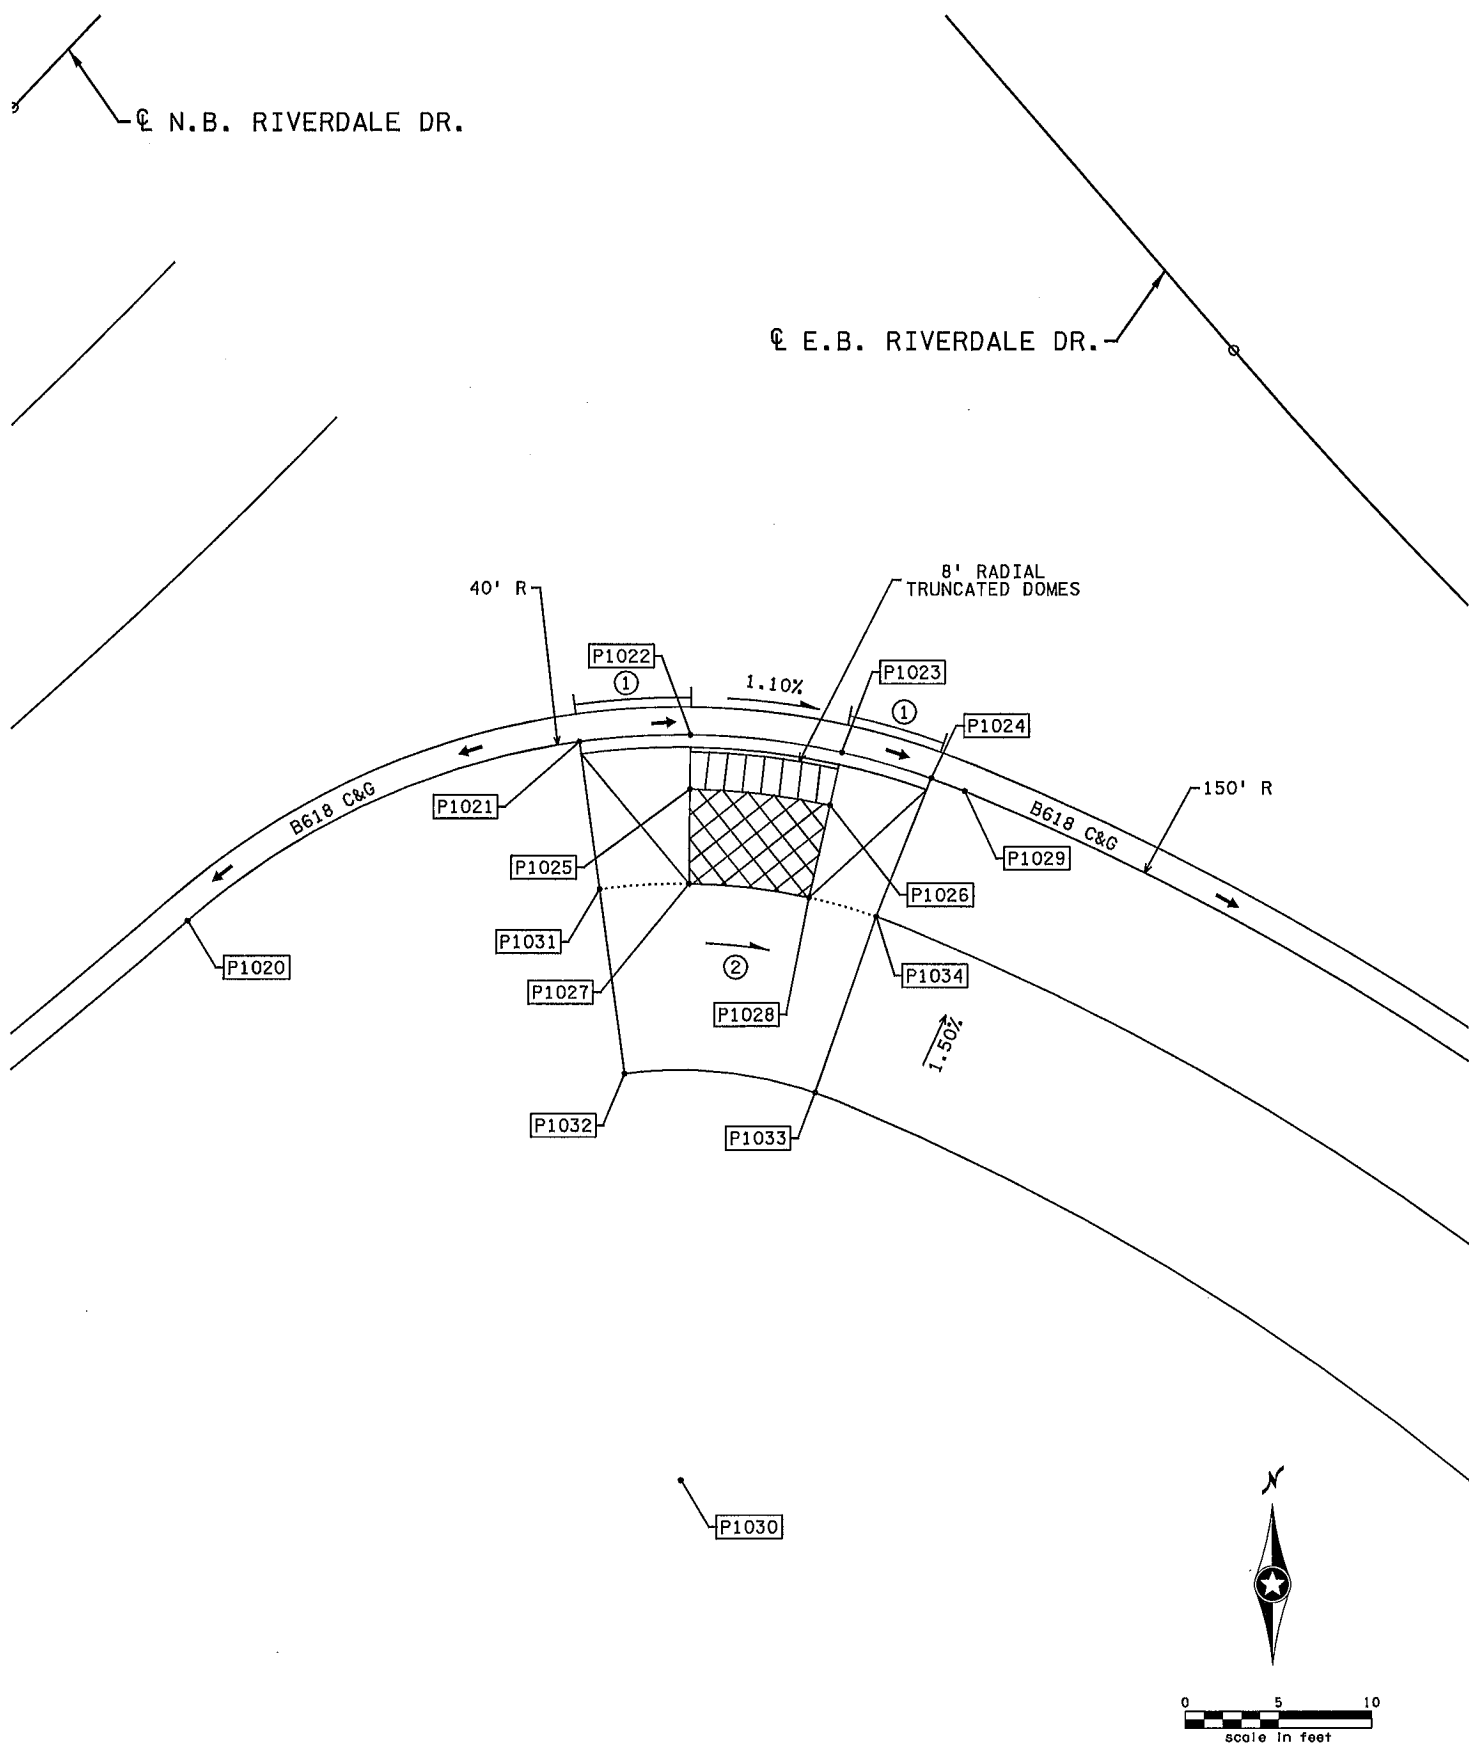 ℄ N.B. RIVERDALE DR.
℄ E.B. RIVERDALE DR.
8' RADIAL
TRUNCATED DOMES
40' R
P1022
1
1.10%
P1023
1
P1024
B618 C&G
P1021
150' R
B618 C&G
P1029
P1025
P1026
P1031
P1020
2
P1034
P1027
P1028
1.50%
P1032
P1033
N
P1030
0 5 10
scale in feet